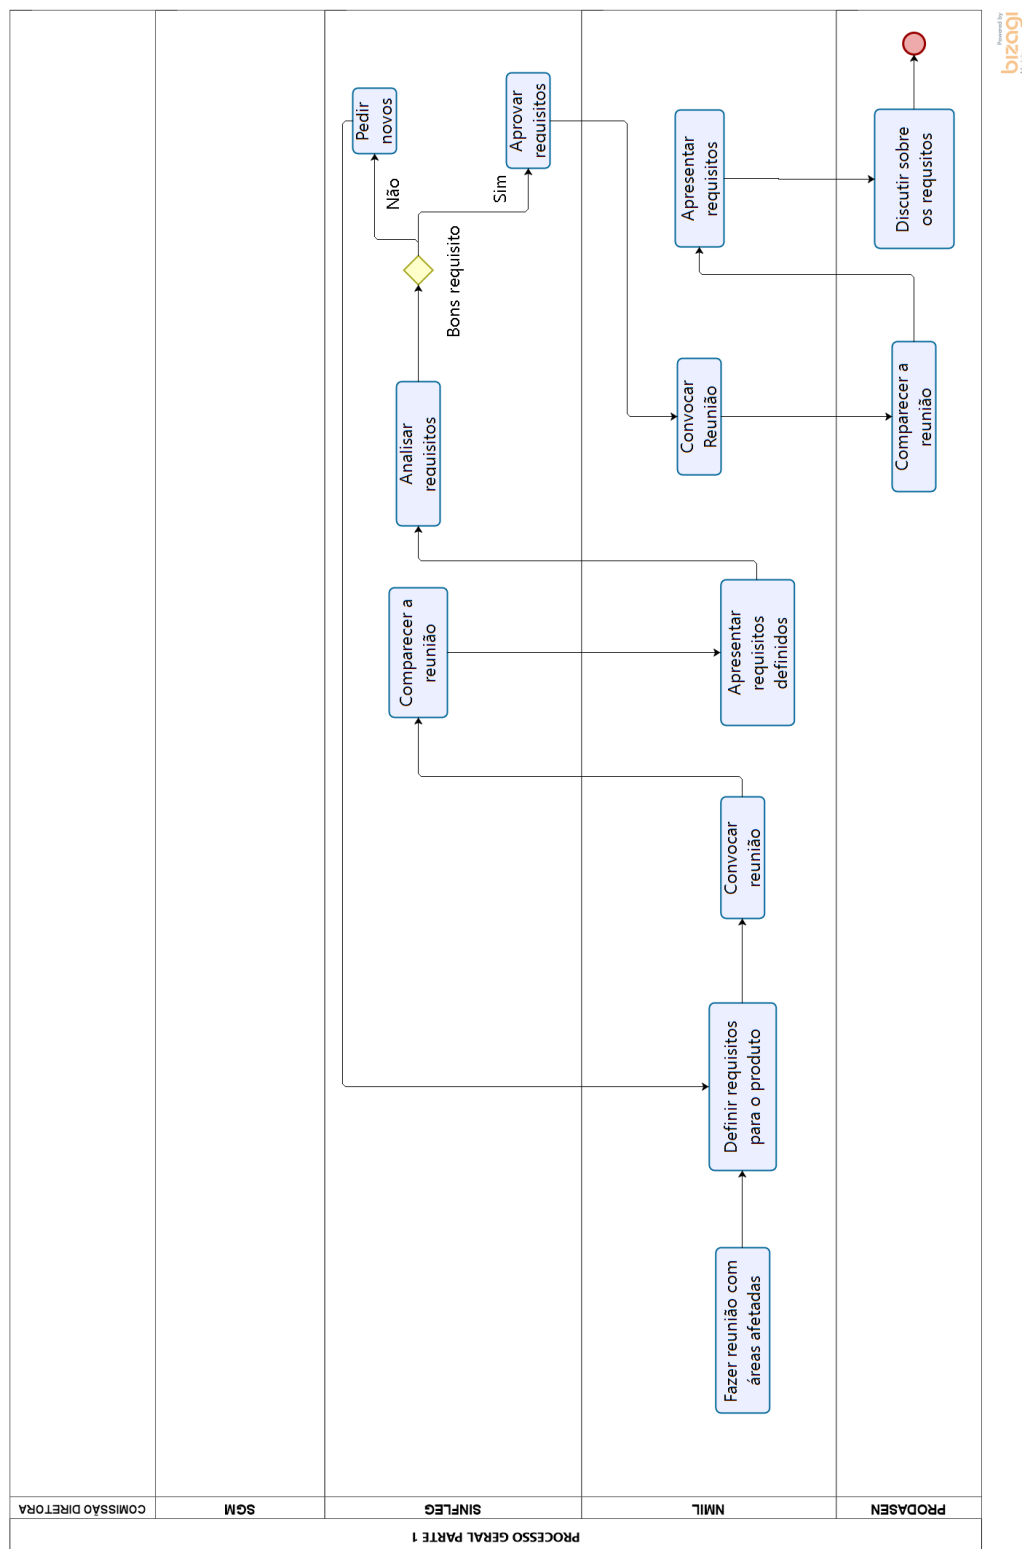 PROCESSO GERAL PARTE 1
COMISSÃO DIRETORA
SGM
SINFLEG
NMIL
PRODASEN
Fazer reunião com
áreas afetadas
Definir requisitos
para o produto
Convocar
reunião
Comparecer a
reunião
Apresentar
requisitos
definidos
Analisar
requisitos
Bons requisito
Não
Pedir
novos
Sim
Aprovar
requisitos
Convocar
Reunião
Comparecer a
reunião
Apresentar
requisitos
Discutir sobre
os requsitos
Powered by
bizagi